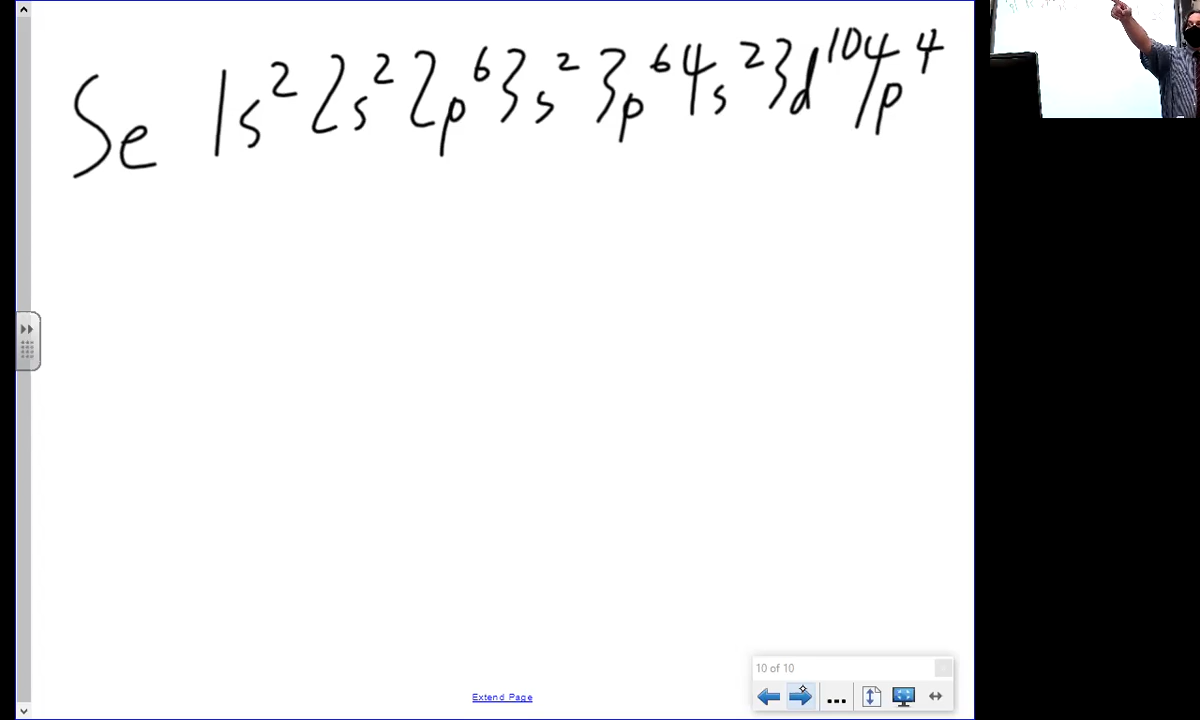 Se 1s² 2s² 2p⁶ 3s² 3p⁶ 4s² 3d¹⁰ 4p⁴
10 of 10
...
Extend Page